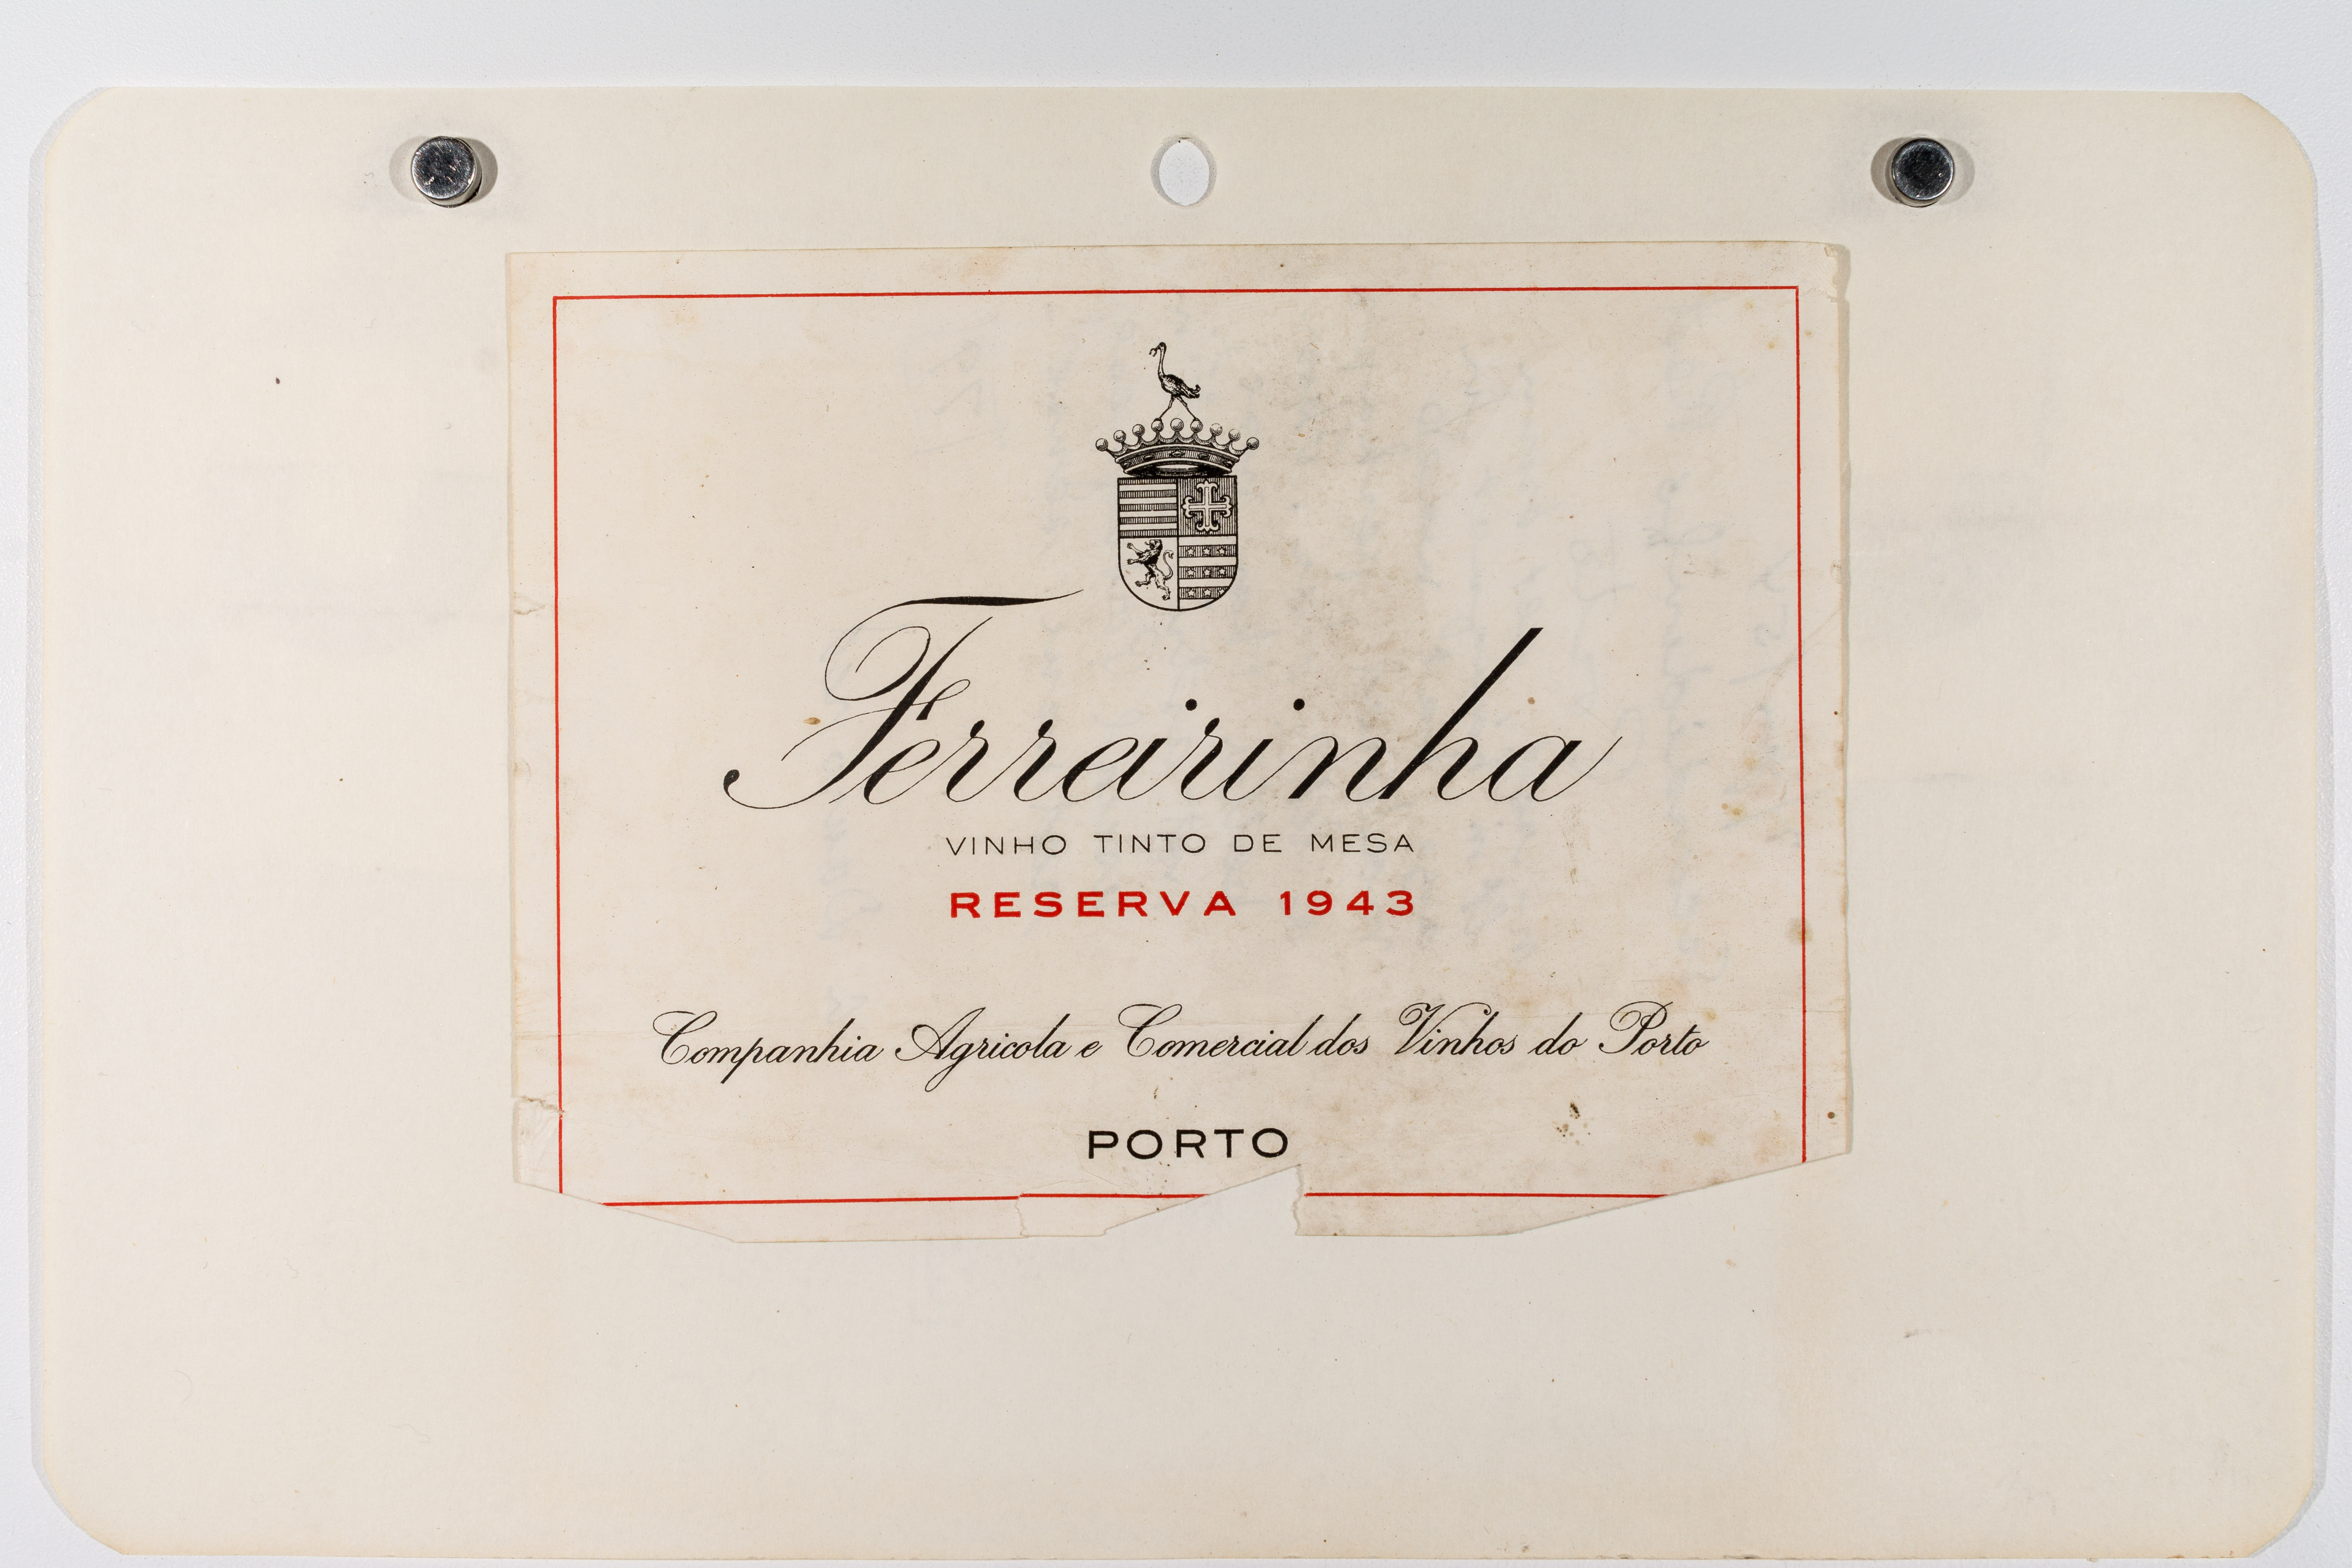 Ferreirinha
VINHO TINTO DE MESA
RESERVA 1943
Companhia Agricola e Comercial dos Vinhos do Porto
PORTO